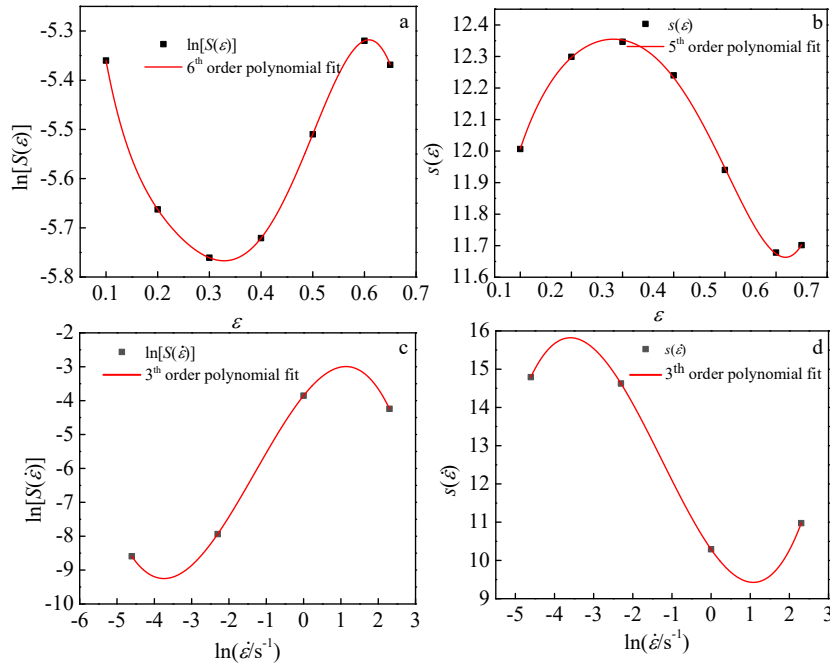 a
ln[S(ε)]
6th order polynomial fit
-5.3
-5.4
-5.5
-5.6
-5.7
-5.8
ln[S(ε)]
0.1 0.2 0.3 0.4 0.5 0.6 0.7
ε
b
s(ε)
5th order polynomial fit
12.4
12.3
12.2
12.1
12.0
11.9
11.8
11.7
11.6
s(ε)
0.1 0.2 0.3 0.4 0.5 0.6 0.7
ε
c
ln[S(ε̇)]
3th order polynomial fit
-2
-3
-4
-5
-6
-7
-8
-9
-10
ln[S(ε̇)]
-5 -4 -3 -2 -1 0 1 2 3
ln(ε̇/s-1)
d
s(ε̇)
3th order polynomial fit
16
15
14
13
12
11
10
9
s(ε̇)
-5 -4 -3 -2 -1 0 1 2 3
ln(ε̇/s-1)